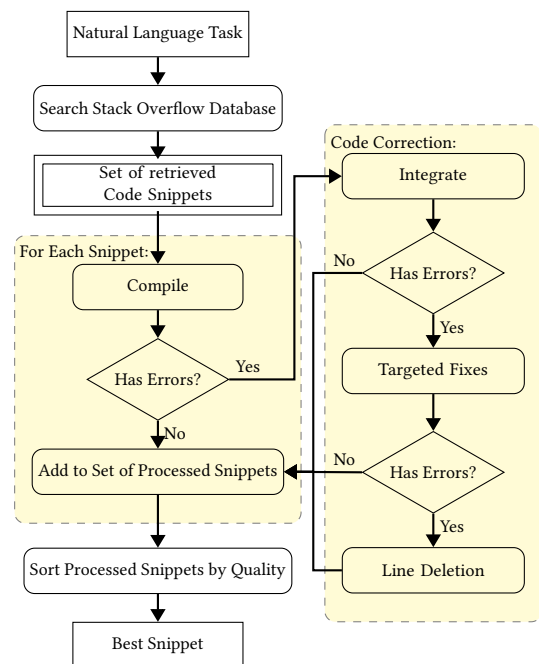 Natural Language Task
Search Stack Overflow Database
Set of retrieved
Code Snippets
For Each Snippet:
Compile
Has Errors?
Yes
No
Add to Set of Processed Snippets
Sort Processed Snippets by Quality
Best Snippet
Code Correction:
Integrate
No
Has Errors?
Yes
Targeted Fixes
No
Has Errors?
Yes
Line Deletion